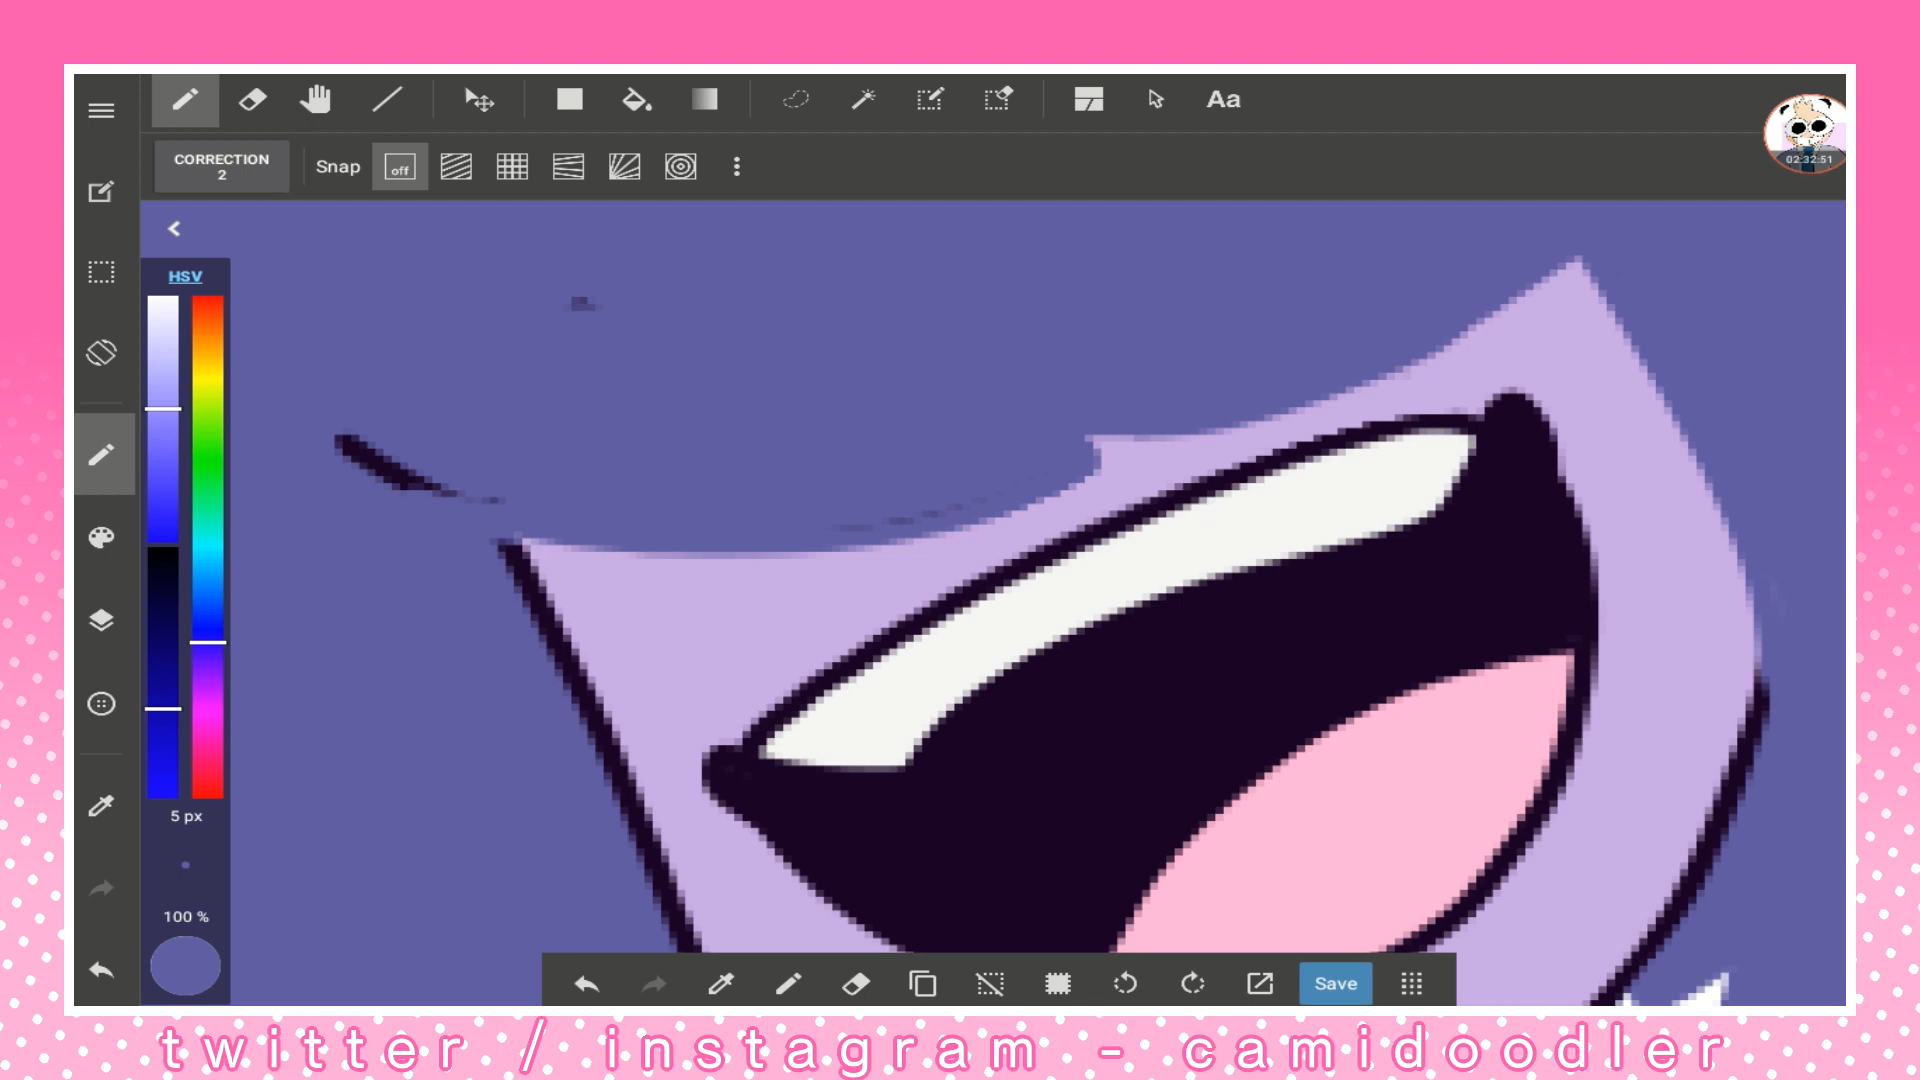 Aa
CORRECTION
2
Snap
off
02:32:51
HSV
5 px
100 %
Save
twitter / instagram - camidoodler